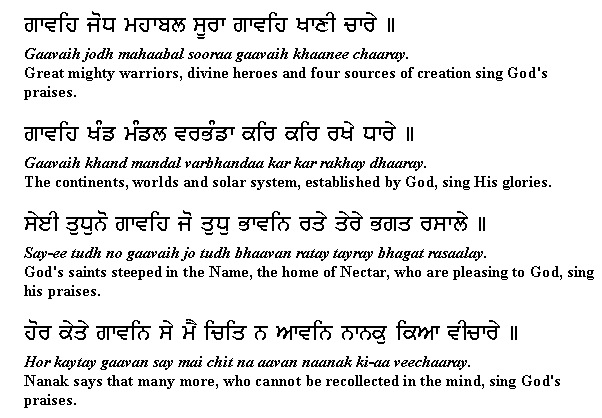 ਗਾਵਹਿ ਜੋਧ ਮਹਾਬਲ ਸੂਰਾ ਗਾਵਹਿ ਖਾਣੀ ਚਾਰੇ ॥
Gaavaih jodh mahaabal sooraa gaavaih khaanee chaaray.
Great mighty warriors, divine heroes and four sources of creation sing God's
praises.
ਗਾਵਹਿ ਖੰਡ ਮੰਡਲ ਵਰਭੰਡਾ ਕਰਿ ਕਰਿ ਰਖੇ ਧਾਰੇ ॥
Gaavaih khand mandal varbhandaa kar kar rakhay dhaaray.
The continents, worlds and solar system, established by God, sing His glories.
ਸੇਈ ਤੁਧੁਨੋ ਗਾਵਹਿ ਜੋ ਤੁਧੁ ਭਾਵਨਿ ਰਤੇ ਤੇਰੇ ਭਗਤ ਰਸਾਲੇ ॥
Say-ee tudh no gaavaih jo tudh bhaavan ratay tayray bhagat rasaalay.
God's saints steeped in the Name, the home of Nectar, who are pleasing to God, sing
his praises.
ਹੋਰ ਕੇਤੇ ਗਾਵਨਿ ਸੇ ਮੈ ਚਿਤਿ ਨ ਆਵਨਿ ਨਾਨਕੁ ਕਿਆ ਵੀਚਾਰੇ ॥
Hor kaytay gaavan say mai chit na aavan naanak ki-aa veechaaray.
Nanak says that many more, who cannot be recollected in the mind, sing God's
praises.